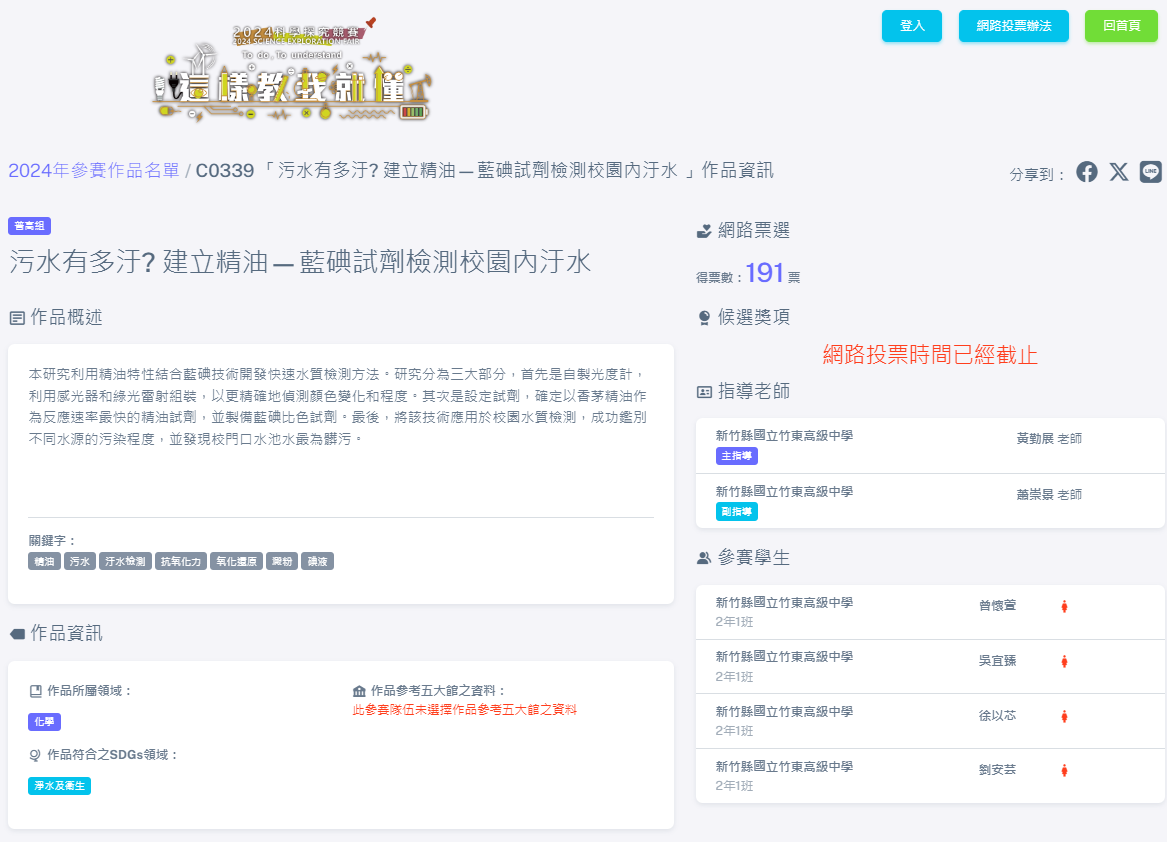 2024科學探究競賽
2024 SCIENCE EXPLORATION FAIR
To do, To understand
這樣教我就懂
登入
網路投票辦法
回首頁
2024年參賽作品名單 / C0339 「 污水有多汙? 建立精油 — 藍碘試劑檢測校園內汙水 」作品資訊
分享到：
LINE
普高組
污水有多汙? 建立精油 — 藍碘試劑檢測校園內汙水
作品概述
本研究利用精油特性結合藍碘技術開發快速水質檢測方法。研究分為三大部分，首先是自製光度計，
利用感光器和綠光雷射組裝，以更精確地偵測顏色變化和程度。其次是設定試劑，確定以香茅精油作
為反應速率最快的精油試劑，並製備藍碘比色試劑。最後，將該技術應用於校園水質檢測，成功鑑別
不同水源的污染程度，並發現校門口水池水最為髒污。
關鍵字：
精油 污水 汙水檢測 抗氧化力 氧化還原 澱粉 碘液
作品資訊
作品所屬領域：
化學
作品符合之SDGs領域：
淨水及衛生
作品參考五大館之資料：
此參賽隊伍未選擇作品參考五大館之資料
網路票選
得票數：191 票
候選獎項
網路投票時間已經截止
指導老師
新竹縣國立竹東高級中學 黃勤展 老師
主指導
新竹縣國立竹東高級中學 蕭崇景 老師
副指導
參賽學生
新竹縣國立竹東高級中學 曾懷萱
2年1班
新竹縣國立竹東高級中學 吳宜臻
2年1班
新竹縣國立竹東高級中學 徐以芯
2年1班
新竹縣國立竹東高級中學 劉安芸
2年1班